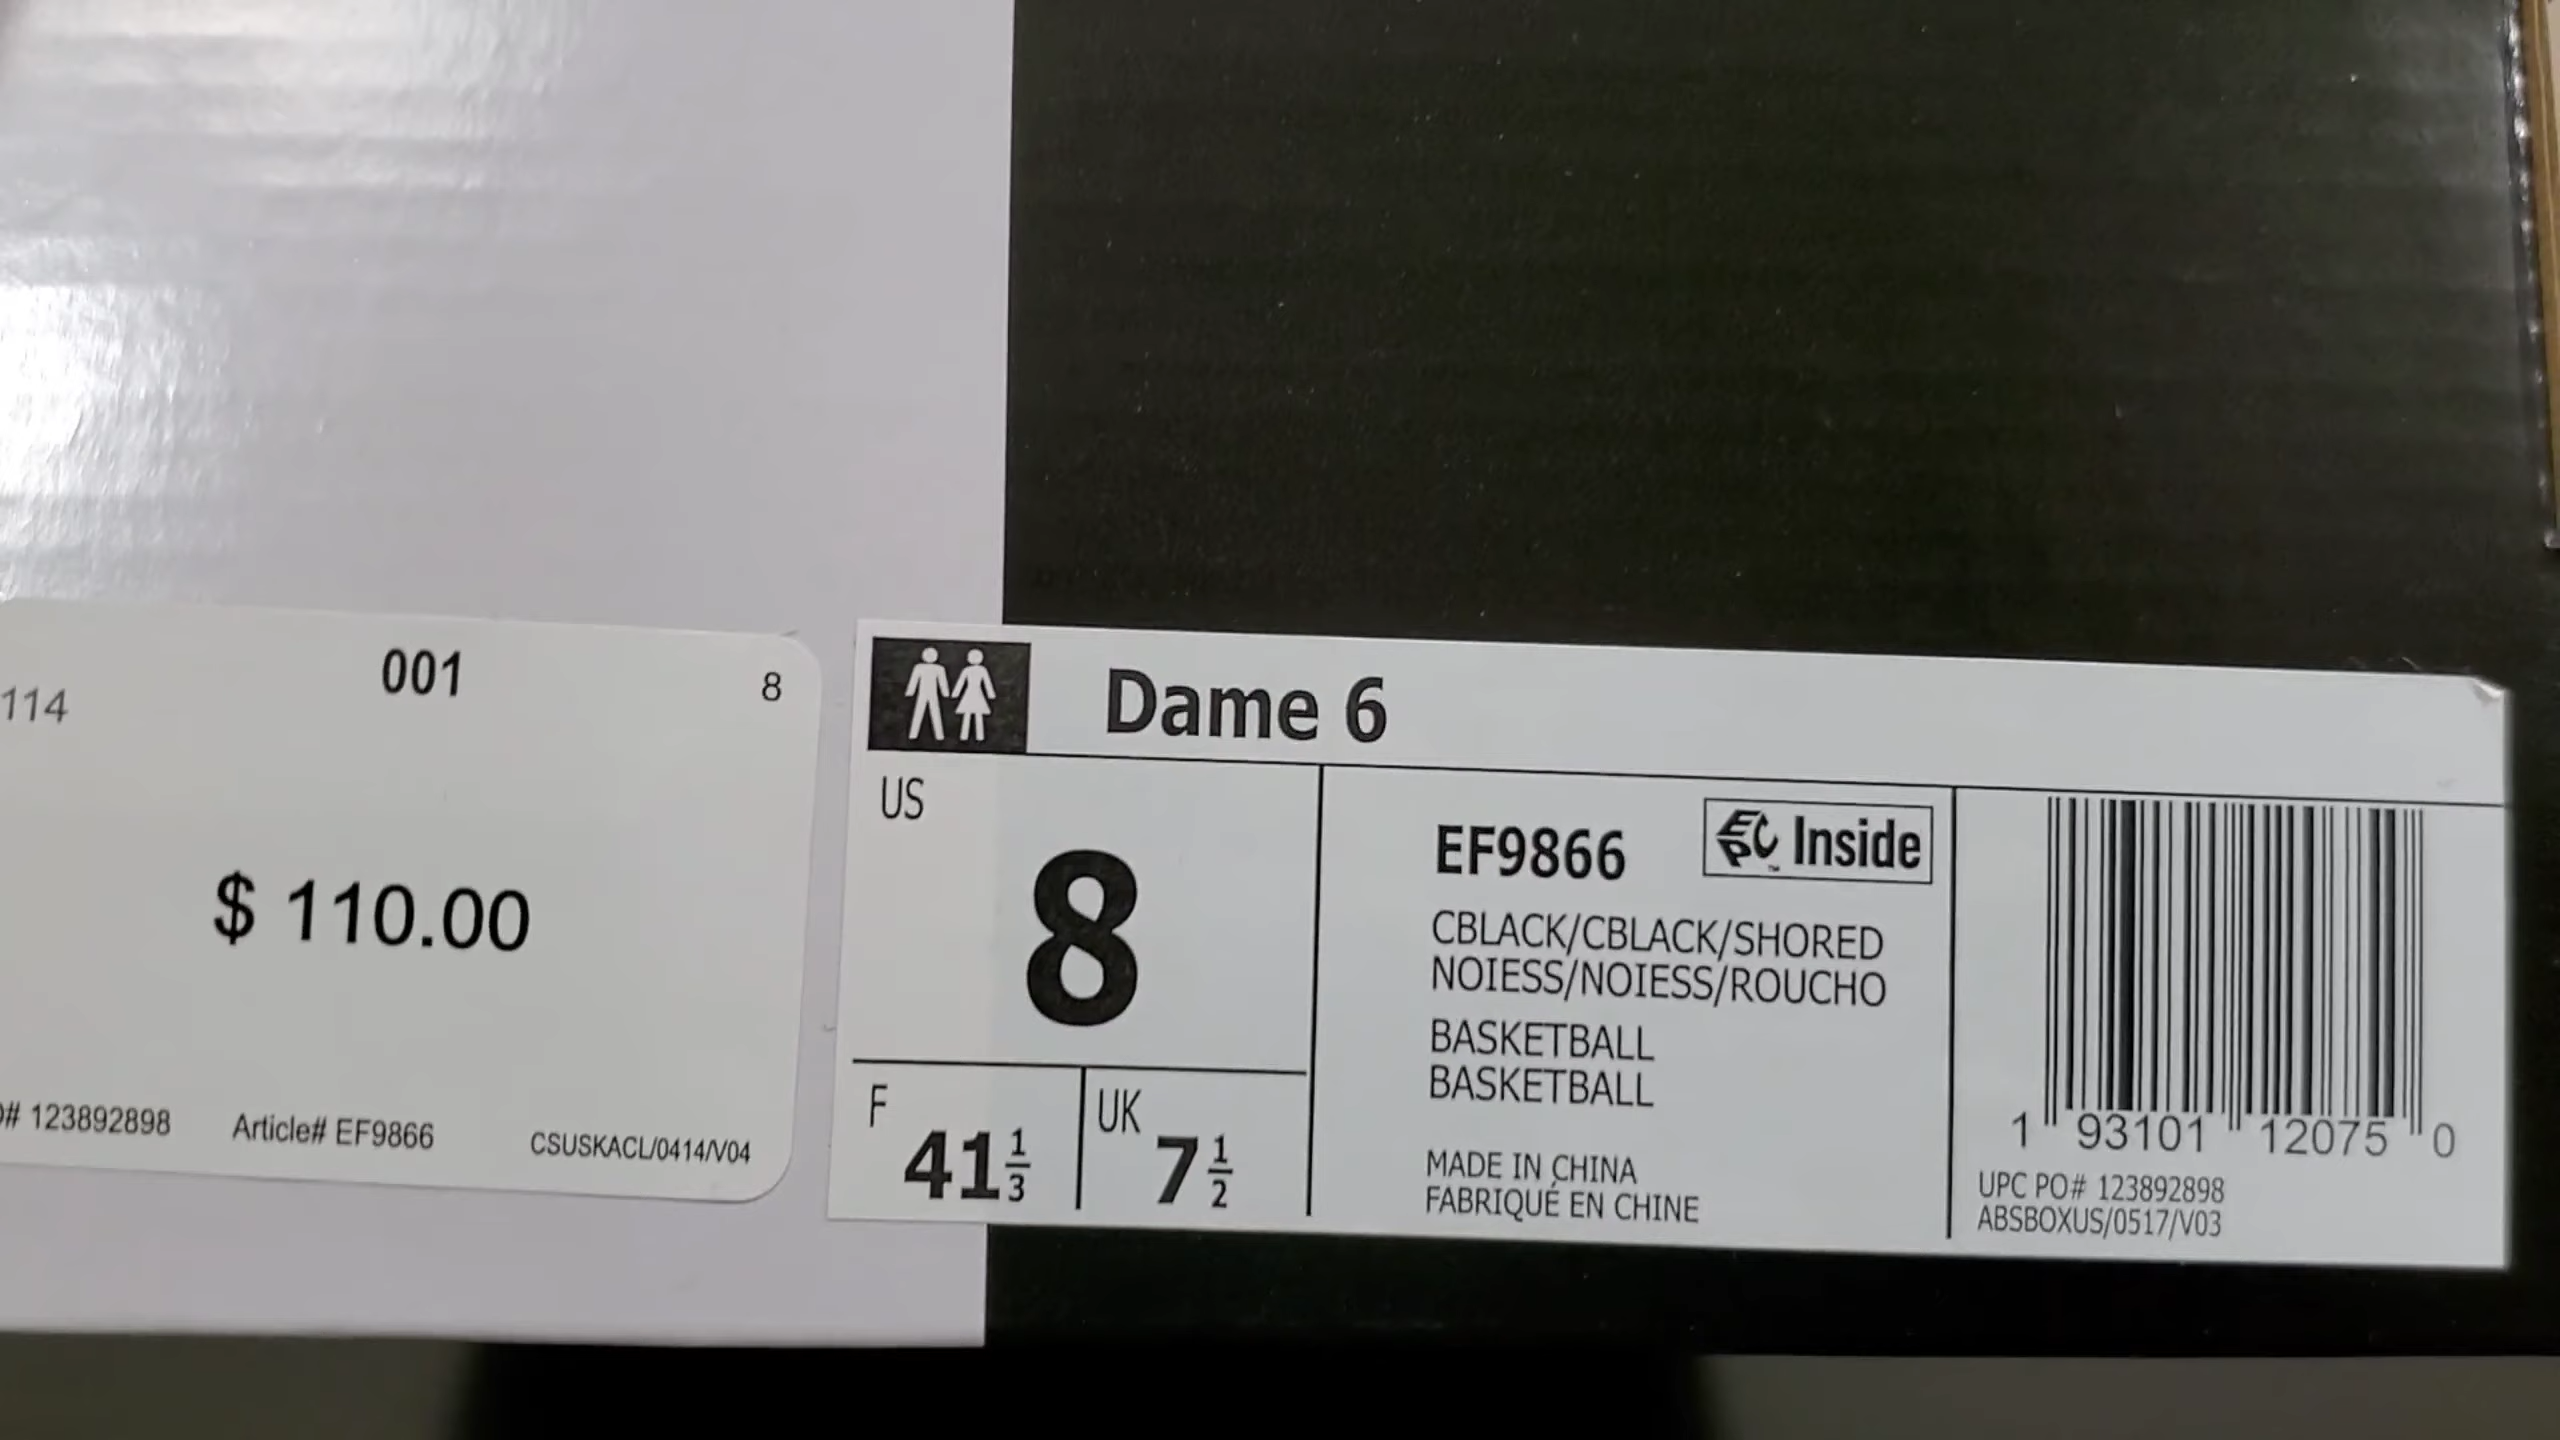 114
001
8
$ 110.00
# 123892898
Article# EF9866
CSUSKACL/0414/V04
Dame 6
US
8
F
41 1/3
UK
7 1/2
EF9866
EPC Inside
™
CBLACK/CBLACK/SHORED
NOIESS/NOIESS/ROUCHO
BASKETBALL
BASKETBALL
MADE IN CHINA
FABRIQUÉ EN CHINE
1 93101 12075 0
UPC PO# 123892898
ABSBOXUS/0517/V03